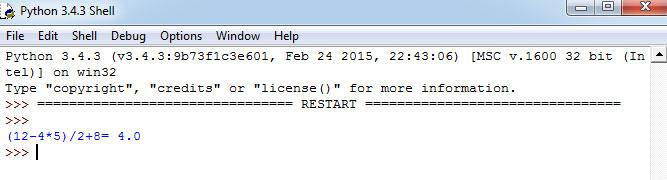 Python 3.4.3 Shell
File Edit Shell Debug Options Window Help
Python 3.4.3 (v3.4.3:9b73f1c3e601, Feb 24 2015, 22:43:06) [MSC v.1600 32 bit (In
tel)] on win32
Type "copyright", "credits" or "license()" for more information.
>>> ================================ RESTART ================================
>>>
(12-4*5)/2+8= 4.0
>>>